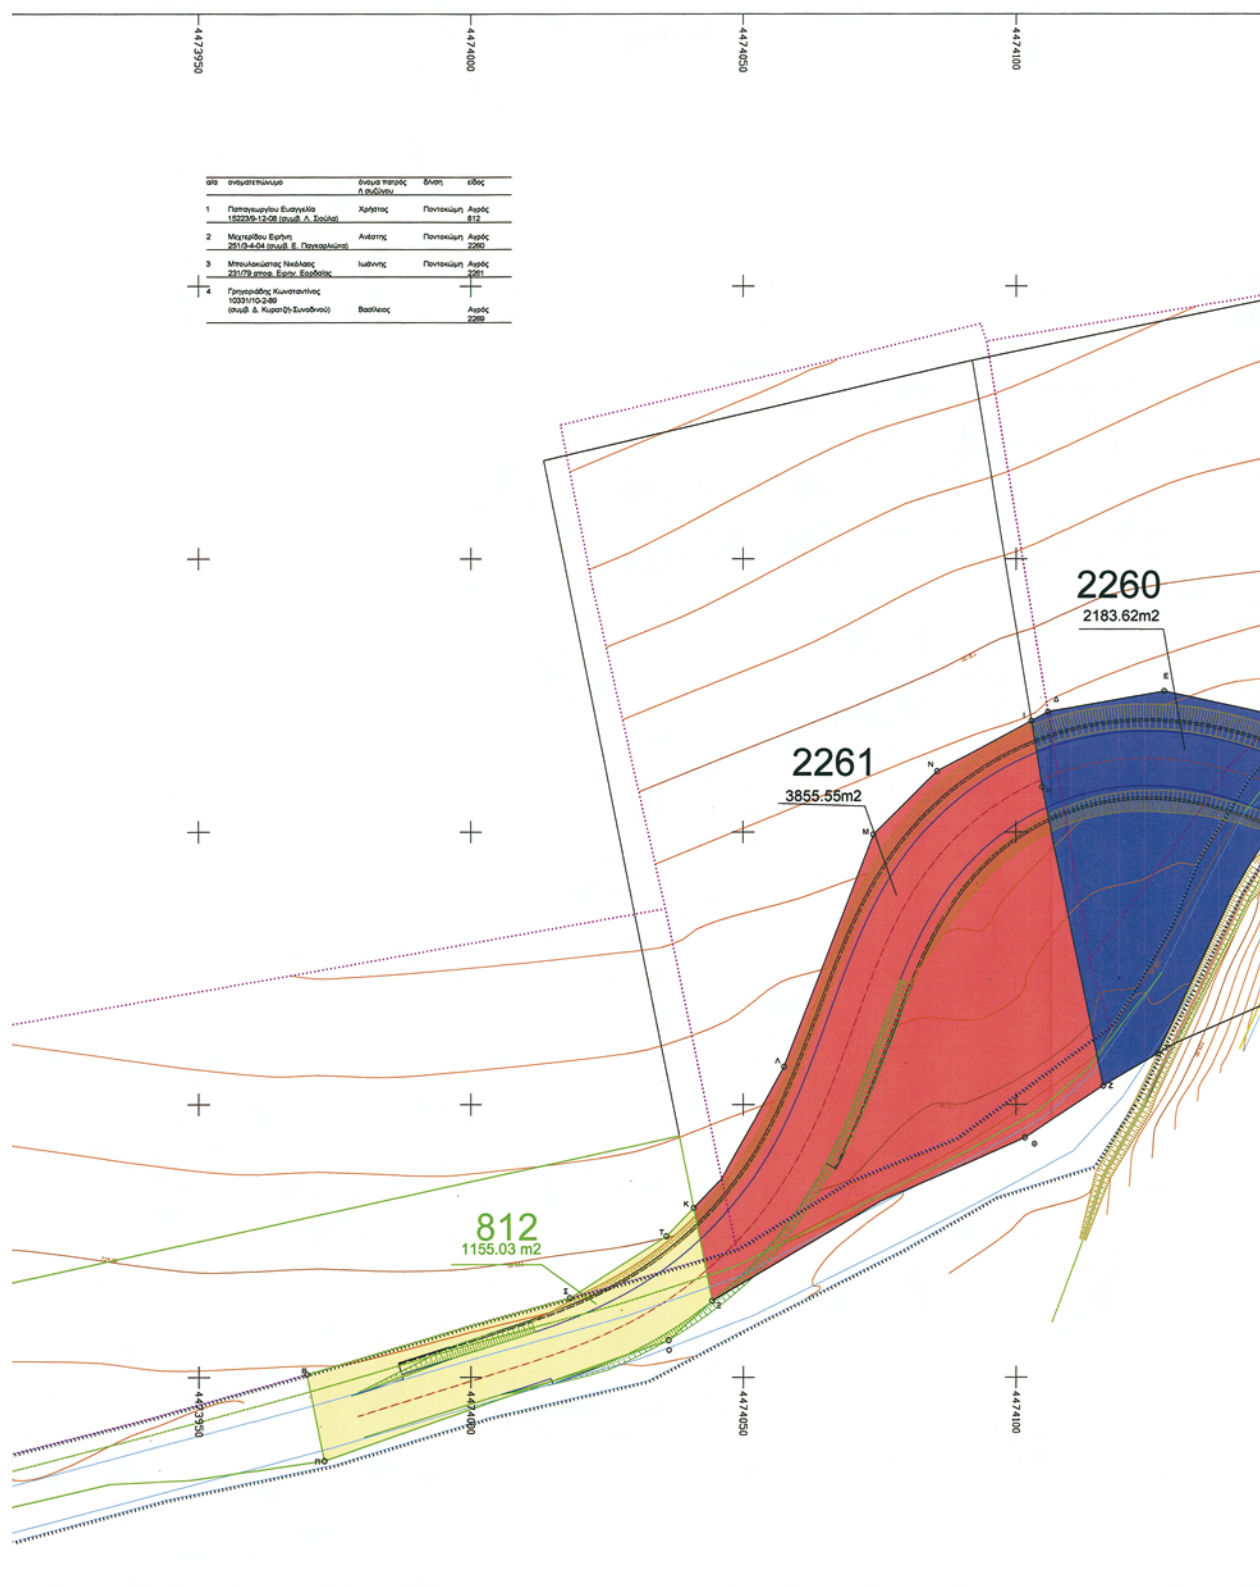 4473950 4474000 4474050 4474100
α/α ονοματεπώνυμο όνομα πατρός δ/νση είδος
ή συζύγου
1 Παπαγεωργίου Ευαγγελία Χρήστος Ποντοκώμη Αγρός
15223/9-12-08 (συμβ. Λ. Σιούλα) 812
2 Μεχτερίδου Ειρήνη Ανέστης Ποντοκώμη Αγρός
251/3-4-04 (συμβ. Ε. Παγκαρλιώτα) 2260
3 Μπουλακώστας Νικόλαος Ιωάννης Ποντοκώμη Αγρός
231/79 αποφ. Ειρην. Εορδαίας 2261
4 Γρηγοριάδης Κωνσταντίνος
10331/10-2-89
(συμβ. Δ. Κυρατζή-Συνοδινού) Βασίλειος Αγρός
2269
2260
2183.62m2
Ε
Δ
Ι
2261
3855.55m2
Ν
Η
Μ
Λ
Ζ
Θ
Κ
812
1155.03 m2
Τ
Σ
Π
4473950 4474000 4474050 4474100